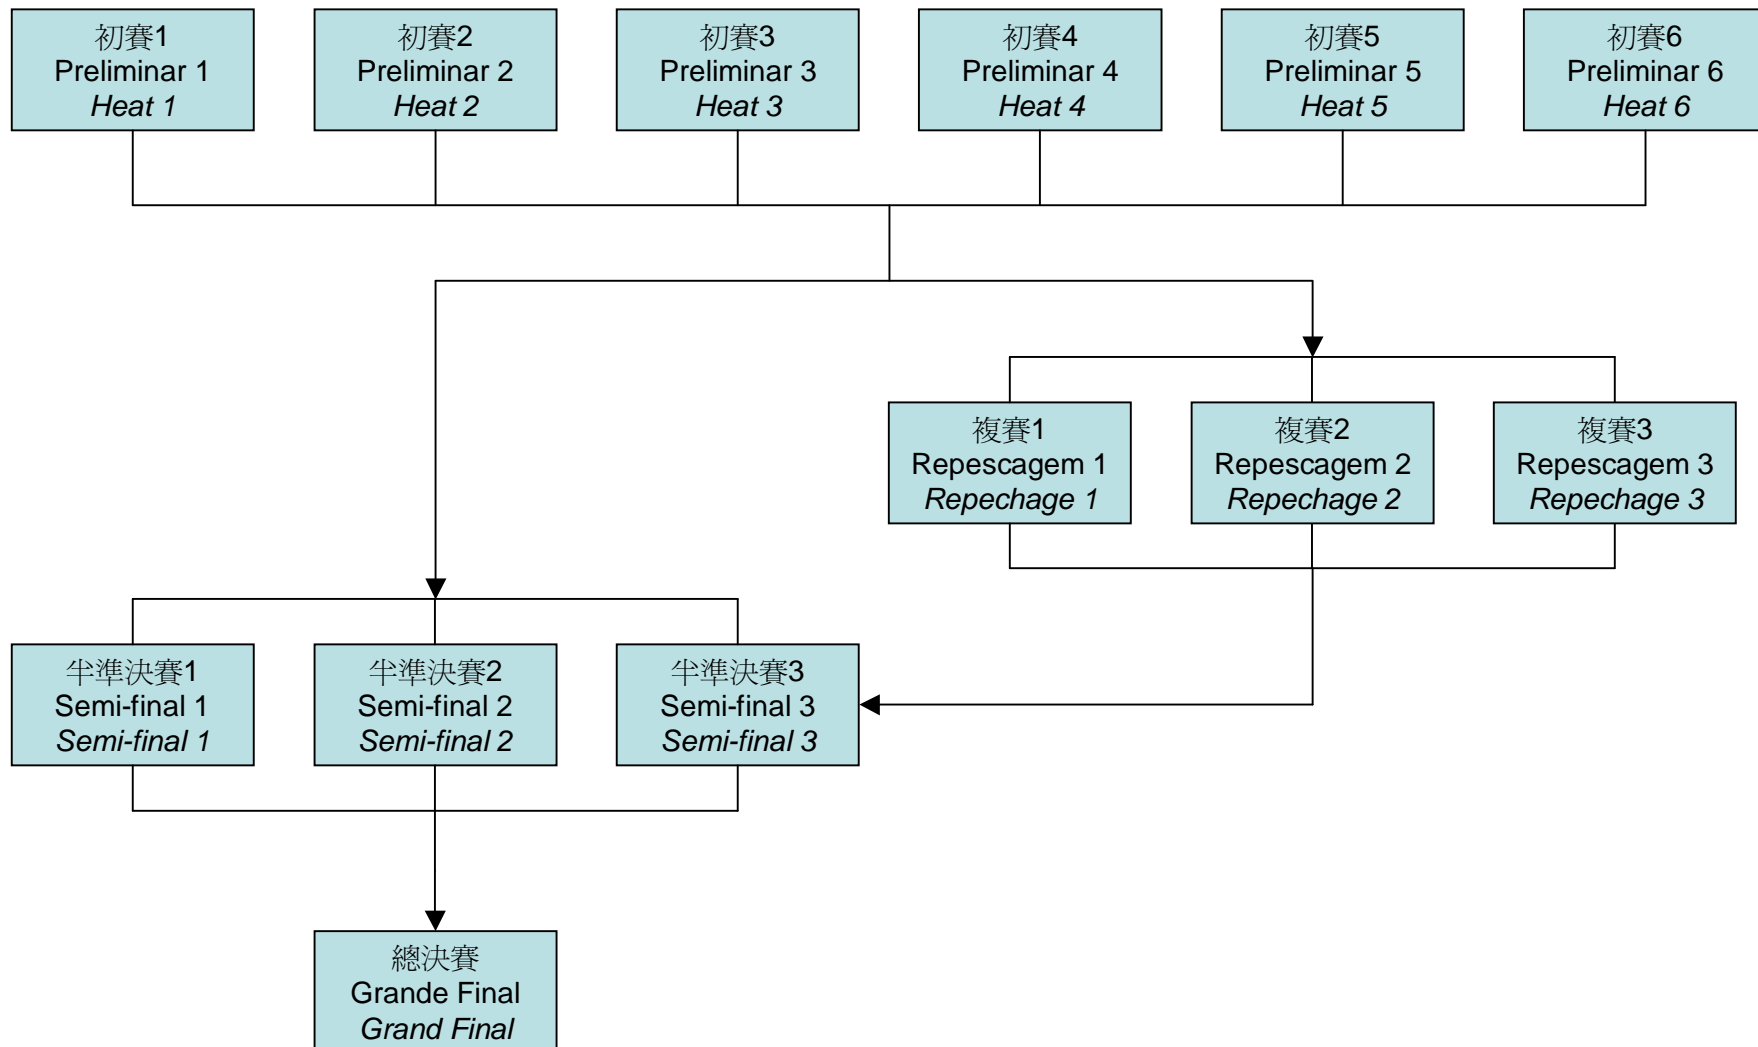 初賽1
Preliminar 1
Heat 1
初賽2
Preliminar 2
Heat 2
初賽3
Preliminar 3
Heat 3
初賽4
Preliminar 4
Heat 4
初賽5
Preliminar 5
Heat 5
初賽6
Preliminar 6
Heat 6
複賽1
Repescagem 1
Repechage 1
複賽2
Repescagem 2
Repechage 2
複賽3
Repescagem 3
Repechage 3
半準決賽1
Semi-final 1
Semi-final 1
半準決賽2
Semi-final 2
Semi-final 2
半準決賽3
Semi-final 3
Semi-final 3
總決賽
Grande Final
Grand Final